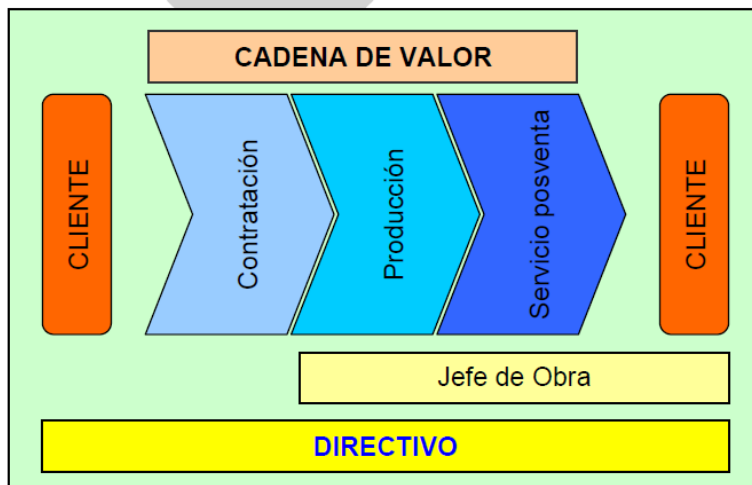 CADENA DE VALOR
CLIENTE
Contratación
Producción
Servicio posventa
CLIENTE
Jefe de Obra
DIRECTIVO